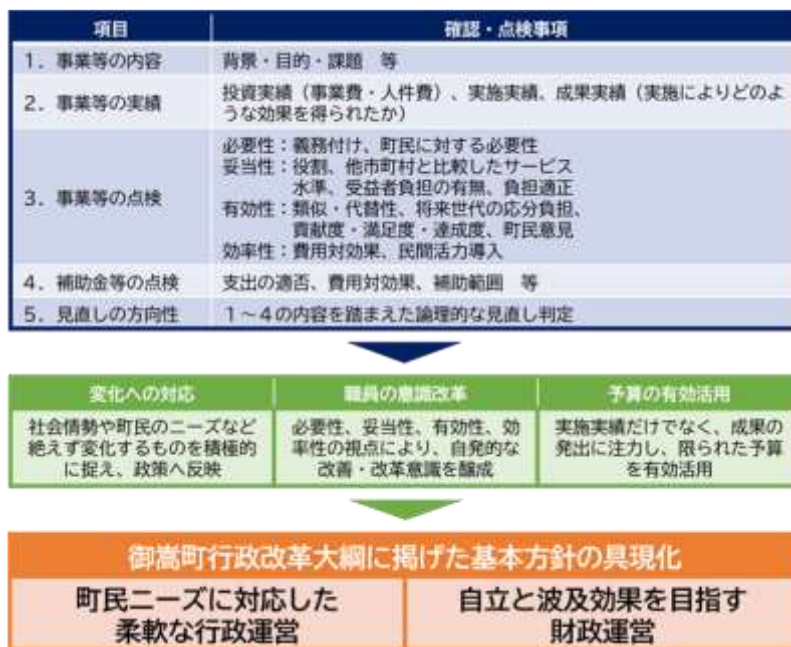 項目 確認・点検事項
1．事業等の内容 背景・目的・課題　等
2．事業等の実績 投資実績（事業費・人件費）、実施実績、成果実績（実施によりどのよ
うな効果を得られたか）
3．事業等の点検 必要性：義務付け、町民に対する必要性
妥当性：役割、他市町村と比較したサービス
水準、受益者負担の有無、負担適正
有効性：類似・代替性、将来世代の応分負担、
貢献度・満足度・達成度、町民意見
効率性：費用対効果、民間活力導入
4．補助金等の点検 支出の適否、費用対効果、補助範囲　等
5．見直しの方向性 1～4の内容を踏まえた論理的な見直し判定
変化への対応 職員の意識改革 予算の有効活用
社会情勢や町民のニーズなど
絶えず変化するものを積極的
に捉え、政策へ反映
必要性、妥当性、有効性、効
率性の視点により、自発的な
改善・改革意識を醸成
実施実績だけでなく、成果の
発出に注力し、限られた予算
を有効活用
御嵩町行政改革大綱に掲げた基本方針の具現化
町民ニーズに対応した
柔軟な行政運営
自立と波及効果を目指す
財政運営